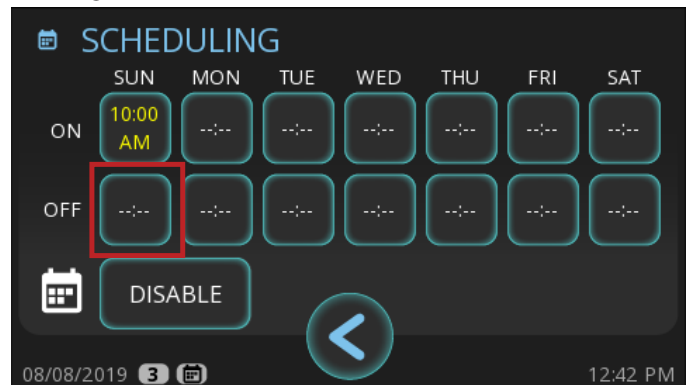 SCHEDULING
SUN MON TUE WED THU FRI SAT
ON 10:00 AM --:-- --:-- --:-- --:-- --:-- --:--
OFF --:-- --:-- --:-- --:-- --:-- --:-- --:--
DISABLE
08/08/2019 3 12:42 PM